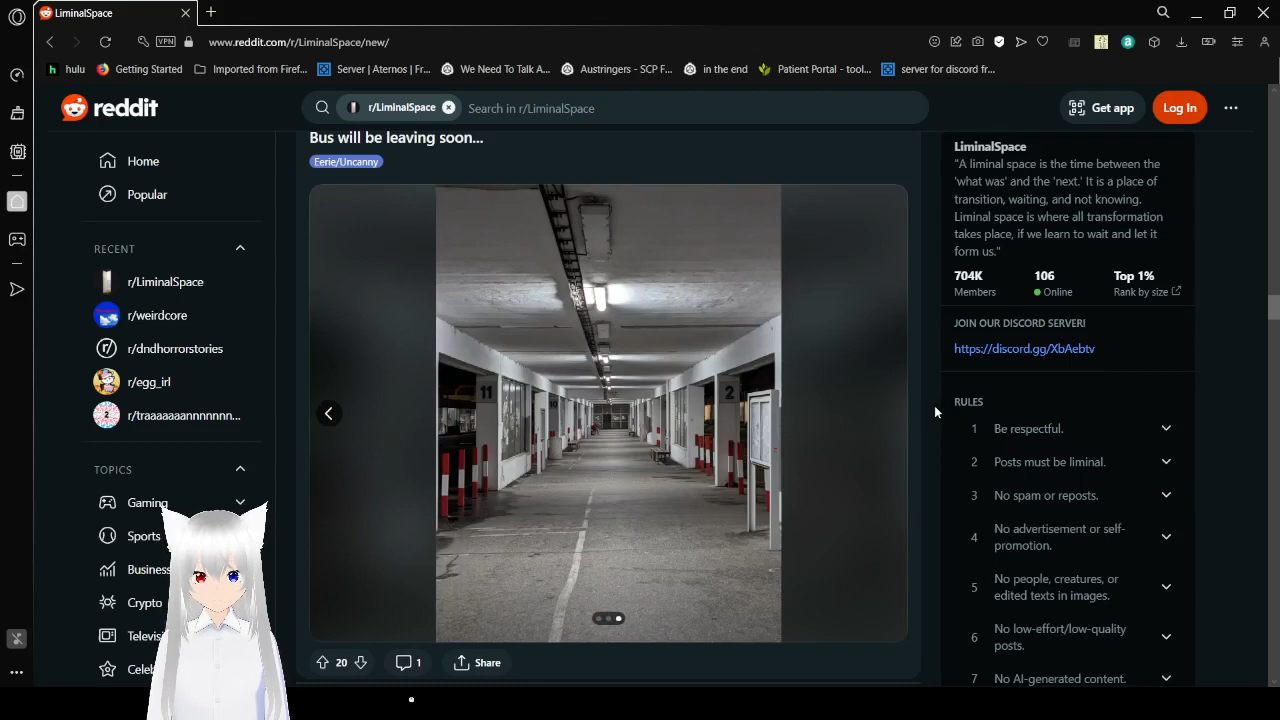 LiminalSpace
www.reddit.com/r/LiminalSpace/new/
VPN
hulu
Getting Started
Imported from Firef...
Server | Aternos | Fr...
We Need To Talk A...
Austringers - SCP F...
in the end
Patient Portal - tool...
server for discord fr...
reddit
r/LiminalSpace
Search in r/LiminalSpace
Get app
Log In
Home
Popular
RECENT
r/LiminalSpace
r/weirdcore
r/dndhorrorstories
r/egg_irl
r/traaaaaaannnnnnn...
TOPICS
Gaming
Sports
Business
Crypto
Bus will be leaving soon...
Eerie/Uncanny
11
2
20
1
Share
LiminalSpace
"A liminal space is the time between the
'what was' and the 'next.' It is a place of
transition, waiting, and not knowing.
Liminal space is where all transformation
takes place, if we learn to wait and let it
form us."
704K
Members
106
Online
Top 1%
Rank by size
JOIN OUR DISCORD SERVER!
https://discord.gg/XbAebtv
RULES
1 Be respectful.
2 Posts must be liminal.
3 No spam or reposts.
4 No advertisement or self-
promotion.
5 No people, creatures, or
edited texts in images.
6 No low-effort/low-quality
posts.
7 No AI-generated content.